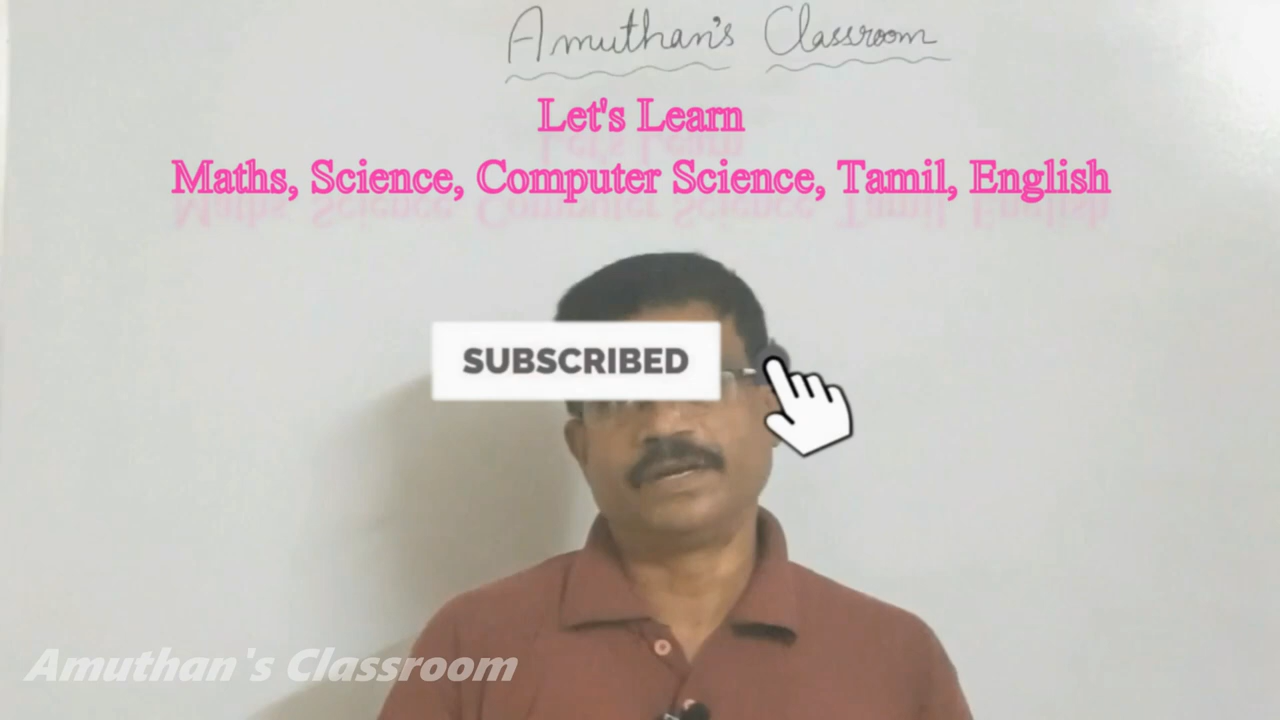 Amuthan's Classroom
Let's Learn
Maths, Science, Computer Science, Tamil, English
SUBSCRIBED
Amuthan's Classroom